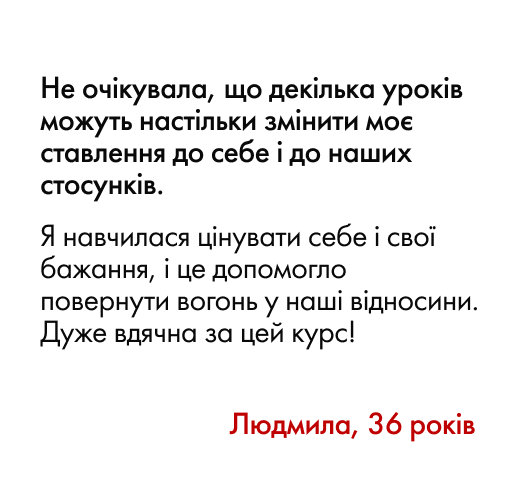 Не очікувала, що декілька уроків
можуть настільки змінити моє
ставлення до себе і до наших
стосунків.
Я навчилася цінувати себе і свої
бажання, і це допомогло
повернути вогонь у наші відносини.
Дуже вдячна за цей курс!
Людмила, 36 років